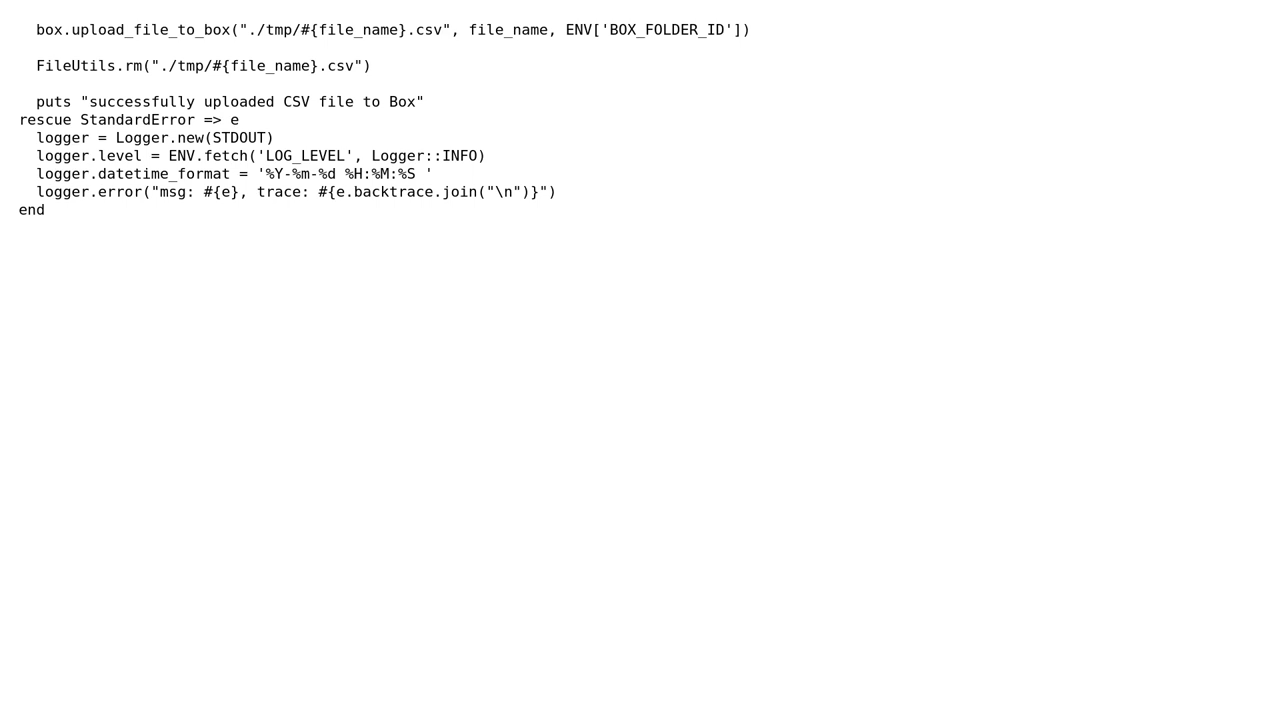 box.upload_file_to_box("./tmp/#{file_name}.csv", file_name, ENV['BOX_FOLDER_ID'])

  FileUtils.rm("./tmp/#{file_name}.csv")

  puts "successfully uploaded CSV file to Box"
rescue StandardError => e
  logger = Logger.new(STDOUT)
  logger.level = ENV.fetch('LOG_LEVEL', Logger::INFO)
  logger.datetime_format = '%Y-%m-%d %H:%M:%S '
  logger.error("msg: #{e}, trace: #{e.backtrace.join("\n")}")
end